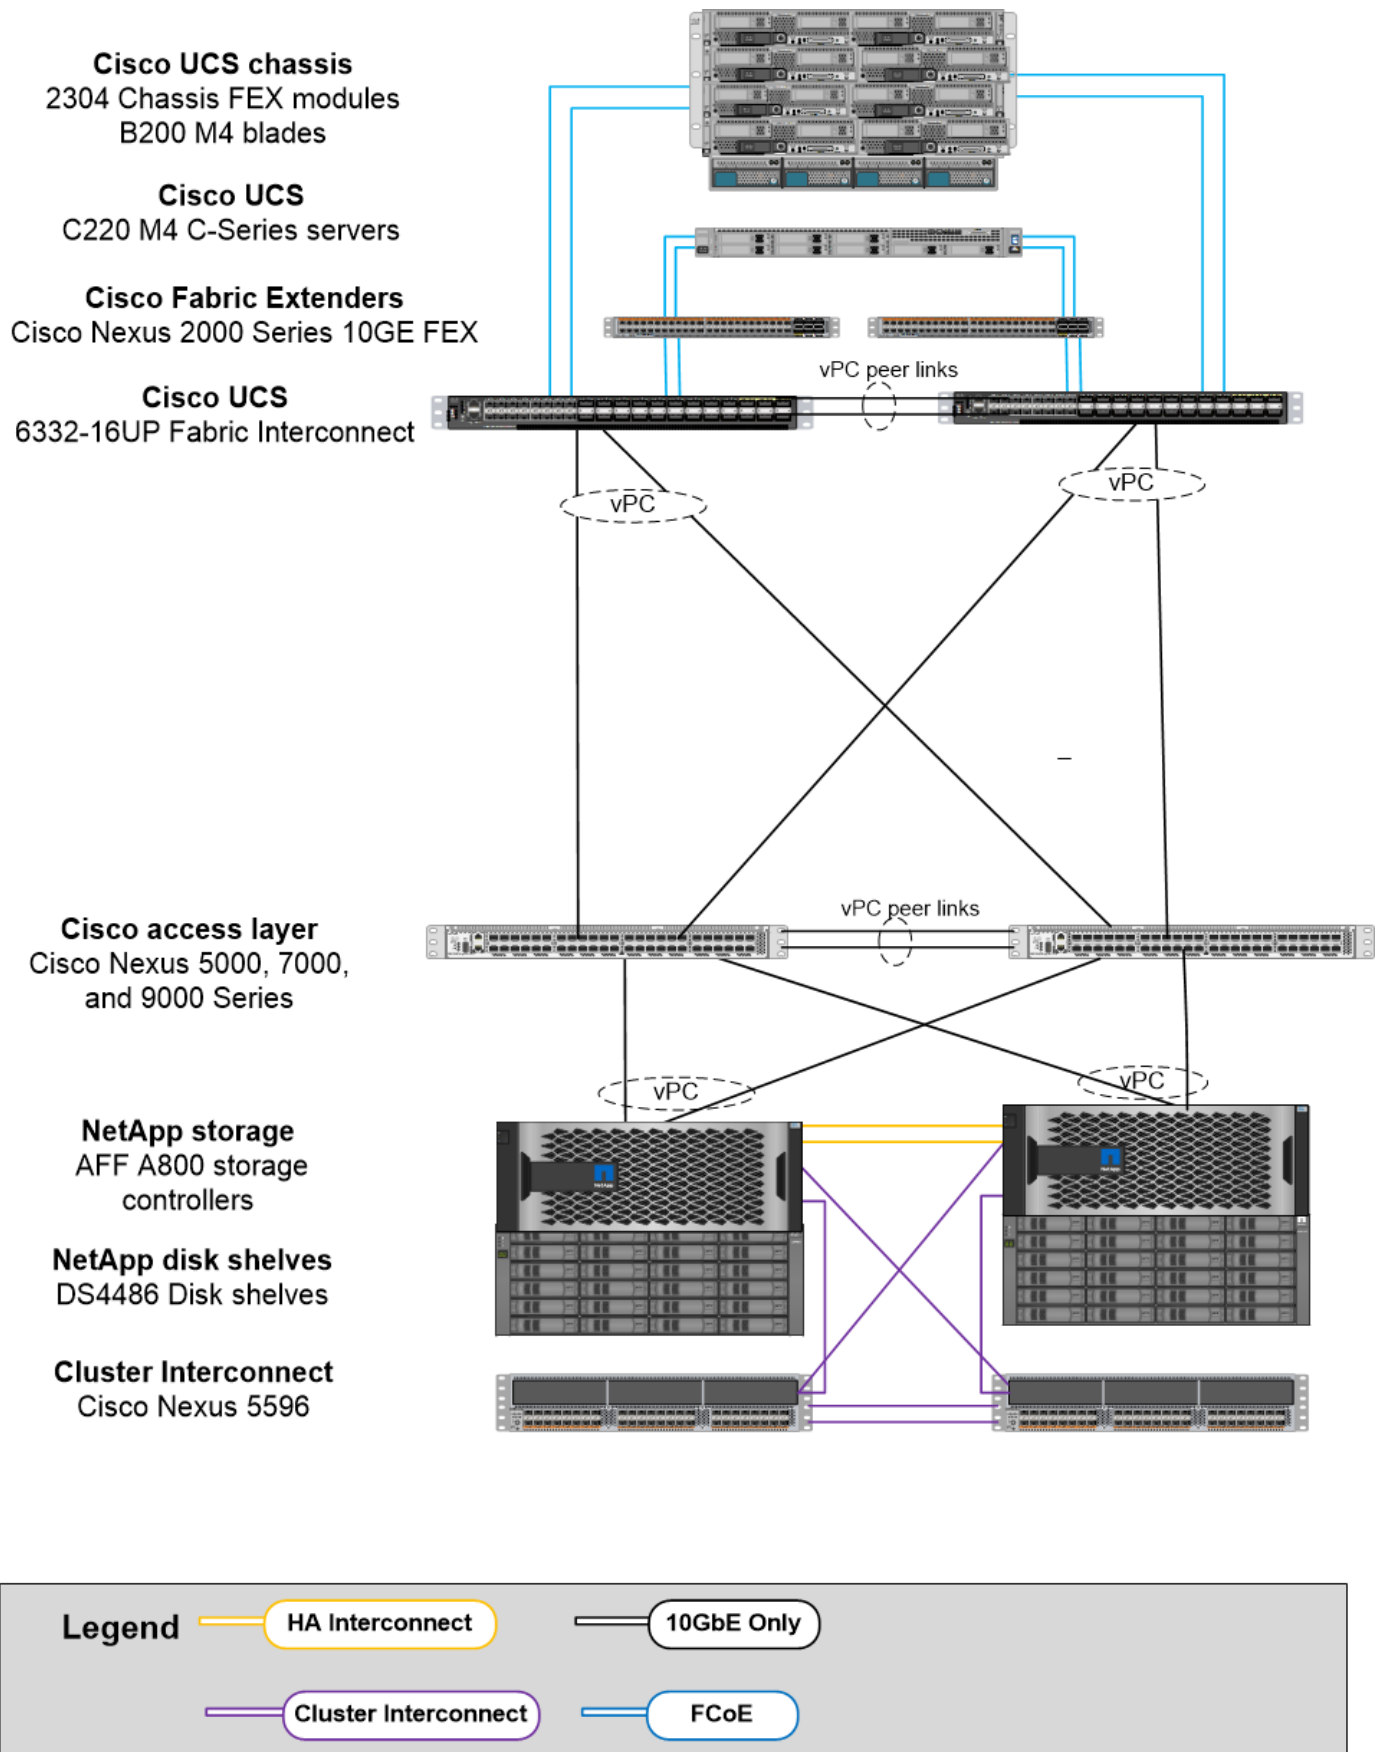 Cisco UCS chassis
2304 Chassis FEX modules
B200 M4 blades
Cisco UCS
C220 M4 C-Series servers
Cisco Fabric Extenders
Cisco Nexus 2000 Series 10GE FEX
vPC peer links
Cisco UCS
6332-16UP Fabric Interconnect
vPC
vPC
vPC peer links
Cisco access layer
Cisco Nexus 5000, 7000,
and 9000 Series
vPC
vPC
NetApp storage
AFF A800 storage
controllers
NetApp
NetApp
NetApp disk shelves
DS4486 Disk shelves
Cluster Interconnect
Cisco Nexus 5596
Legend
HA Interconnect
10GbE Only
Cluster Interconnect
FCoE